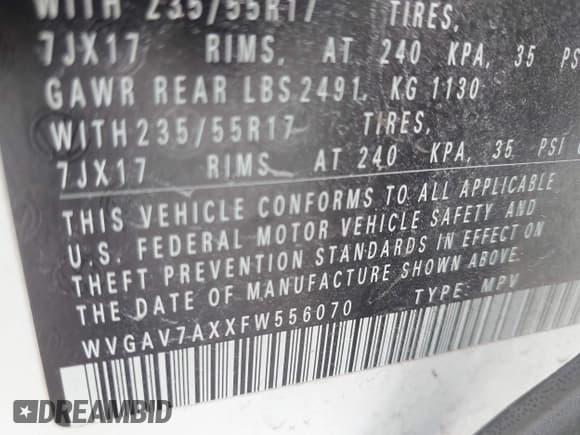 WITH 235/55R17 TIRES,
7JX17 RIMS, AT 240 KPA, 35 PS
GAWR REAR LBS 2491, KG 1130
WITH 235/55R17 TIRES,
7JX17 RIMS, AT 240 KPA, 35 PSI
THIS VEHICLE CONFORMS TO ALL APPLICABLE
U.S. FEDERAL MOTOR VEHICLE SAFETY AND
THEFT PREVENTION STANDARDS IN EFFECT ON
THE DATE OF MANUFACTURE SHOWN ABOVE.
WVGAV7AXXFW556070 TYPE: MPV
DREAMBID